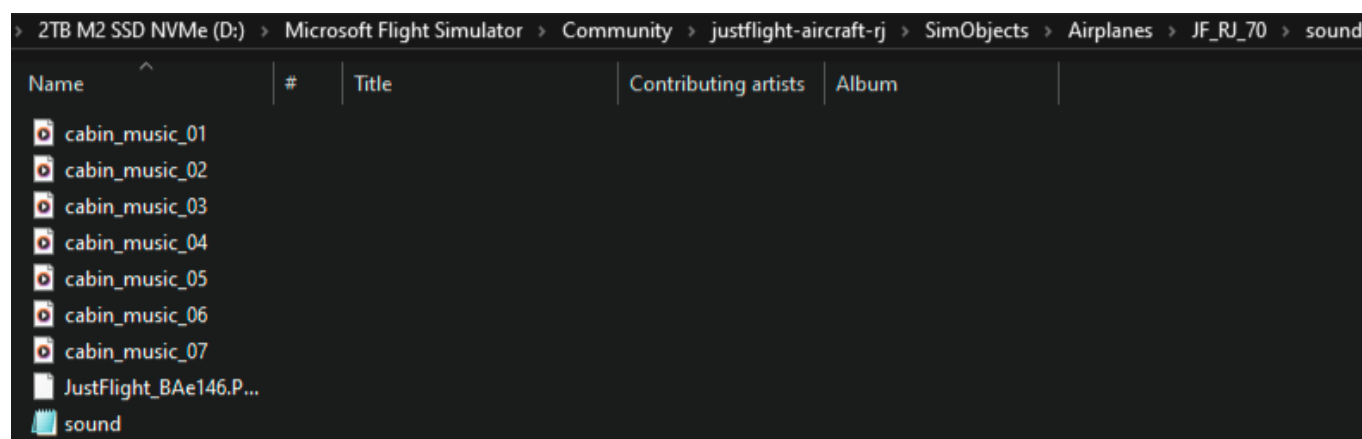 > 2TB M2 SSD NVMe (D:) > Microsoft Flight Simulator > Community > justflight-aircraft-rj > SimObjects > Airplanes > JF_RJ_70 > sound
Name # Title Contributing artists Album
cabin_music_01
cabin_music_02
cabin_music_03
cabin_music_04
cabin_music_05
cabin_music_06
cabin_music_07
JustFlight_BAe146.P...
sound